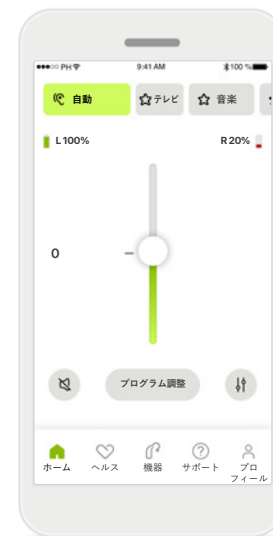 ●●●○○ PH 9:41 AM 100 %
自動 テレビ 音楽
L 100% R 20%
0
プログラム調整
ホーム ヘルス 機器 サポート プロ
フィール